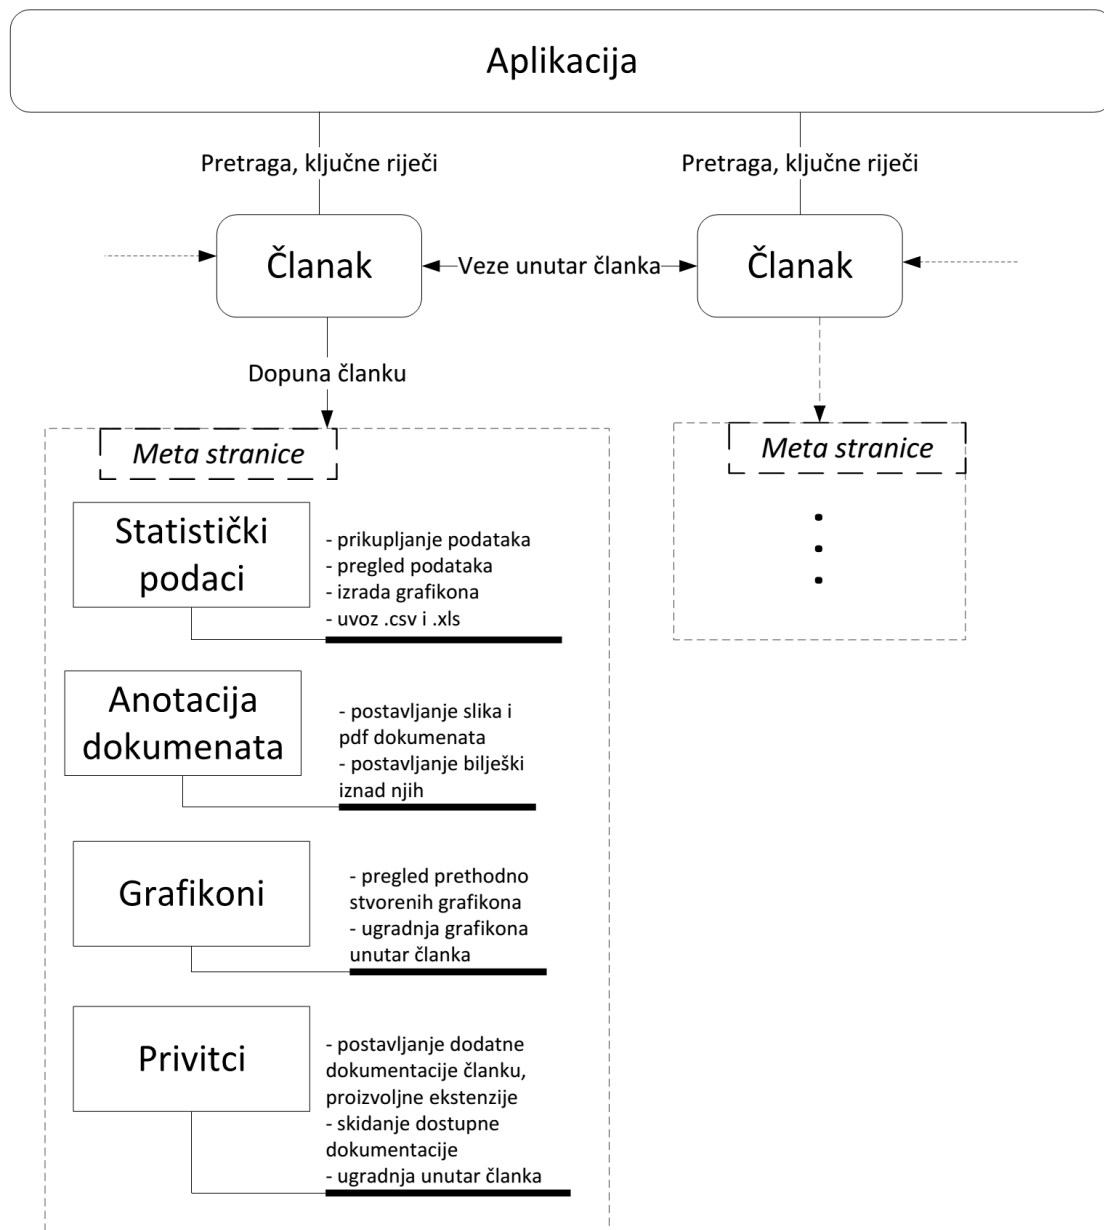 Aplikacija
Pretraga, ključne riječi
Pretraga, ključne riječi
Članak
Veze unutar članka
Članak
Dopuna članku
Meta stranice
Meta stranice
Statistički
podaci
- prikupljanje podataka
- pregled podataka
- izrada grafikona
- uvoz .csv i .xls
Anotacija
dokumenata
- postavljanje slika i
pdf dokumenata
- postavljanje bilješki
iznad njih
Grafikoni
- pregled prethodno
stvorenih grafikona
- ugradnja grafikona
unutar članka
Privitci
- postavljanje dodatne
dokumentacije članku,
proizvoljne ekstenzije
- skidanje dostupne
dokumentacije
- ugradnja unutar članka